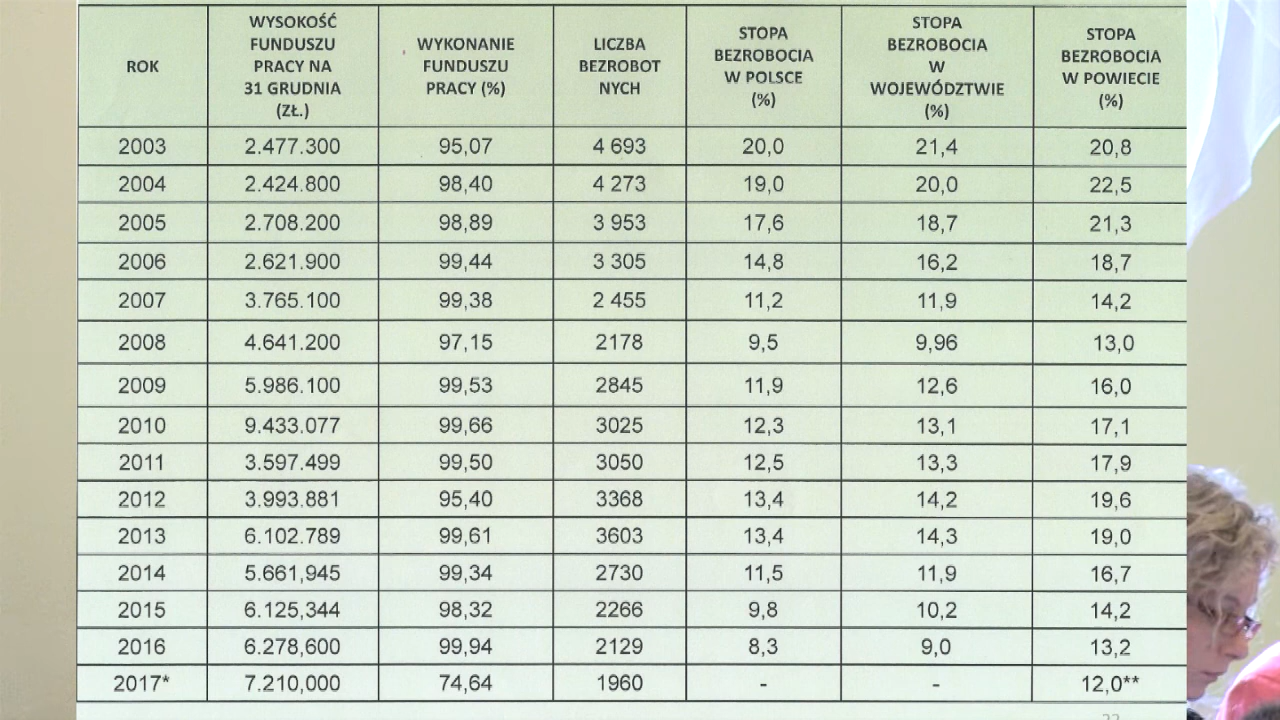 ROK WYSOKOŚĆ FUNDUSZU PRACY NA 31 GRUDNIA (ZŁ.) WYKONANIE FUNDUSZU PRACY (%) LICZBA BEZROBOT NYCH STOPA BEZROBOCIA W POLSCE (%) STOPA BEZROBOCIA W WOJEWÓDZTWIE (%) STOPA BEZROBOCIA W POWIECIE (%)
2003 2.477.300 95,07 4 693 20,0 21,4 20,8
2004 2.424.800 98,40 4 273 19,0 20,0 22,5
2005 2.708.200 98,89 3 953 17,6 18,7 21,3
2006 2.621.900 99,44 3 305 14,8 16,2 18,7
2007 3.765.100 99,38 2 455 11,2 11,9 14,2
2008 4.641.200 97,15 2178 9,5 9,96 13,0
2009 5.986.100 99,53 2845 11,9 12,6 16,0
2010 9.433.077 99,66 3025 12,3 13,1 17,1
2011 3.597.499 99,50 3050 12,5 13,3 17,9
2012 3.993.881 95,40 3368 13,4 14,2 19,6
2013 6.102.789 99,61 3603 13,4 14,3 19,0
2014 5.661,945 99,34 2730 11,5 11,9 16,7
2015 6.125,344 98,32 2266 9,8 10,2 14,2
2016 6.278,600 99,94 2129 8,3 9,0 13,2
2017* 7.210,000 74,64 1960 - - 12,0**